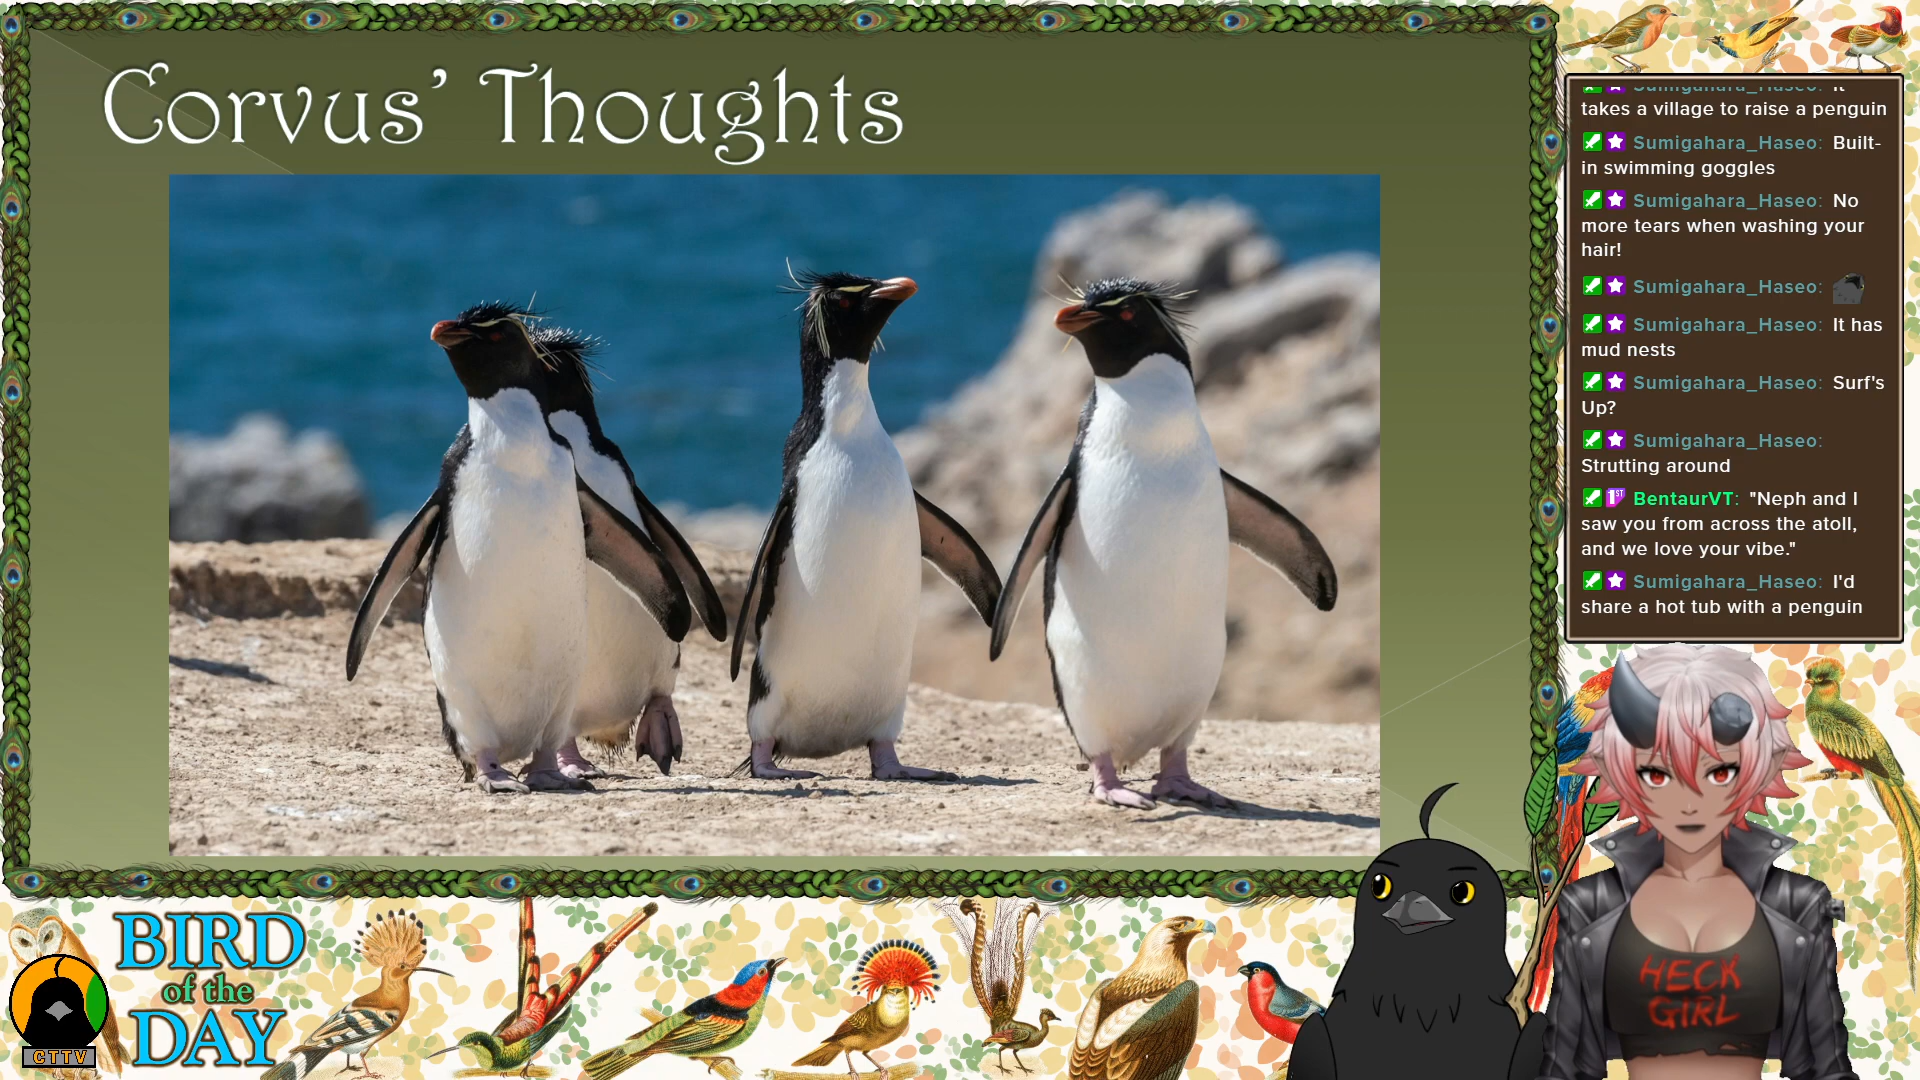 Corvus' Thoughts
Sumigahara_Haseo: It
takes a village to raise a penguin
Sumigahara_Haseo: Built-
in swimming goggles
Sumigahara_Haseo: No
more tears when washing your
hair!
Sumigahara_Haseo:
Sumigahara_Haseo: It has
mud nests
Sumigahara_Haseo: Surf's
Up?
Sumigahara_Haseo:
Strutting around
1ST BentaurVT: "Neph and I
saw you from across the atoll,
and we love your vibe."
Sumigahara_Haseo: I'd
share a hot tub with a penguin
HECK
GIRL
BIRD
of the
DAY
CTTV